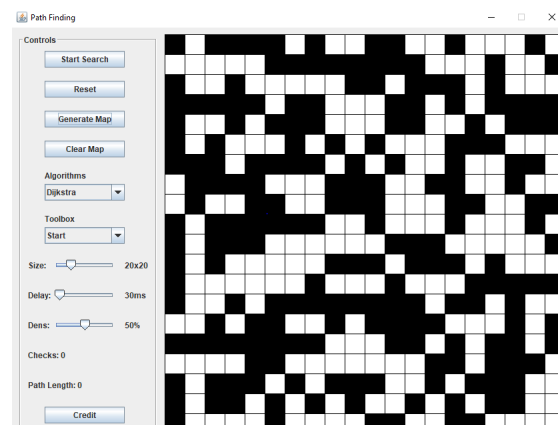 Path Finding
Controls
Start Search
Reset
Generate Map
Clear Map
Algorithms
Dijkstra
Toolbox
Start
Size: 20x20
Delay: 30ms
Dens: 50%
Checks: 0
Path Length: 0
Credit